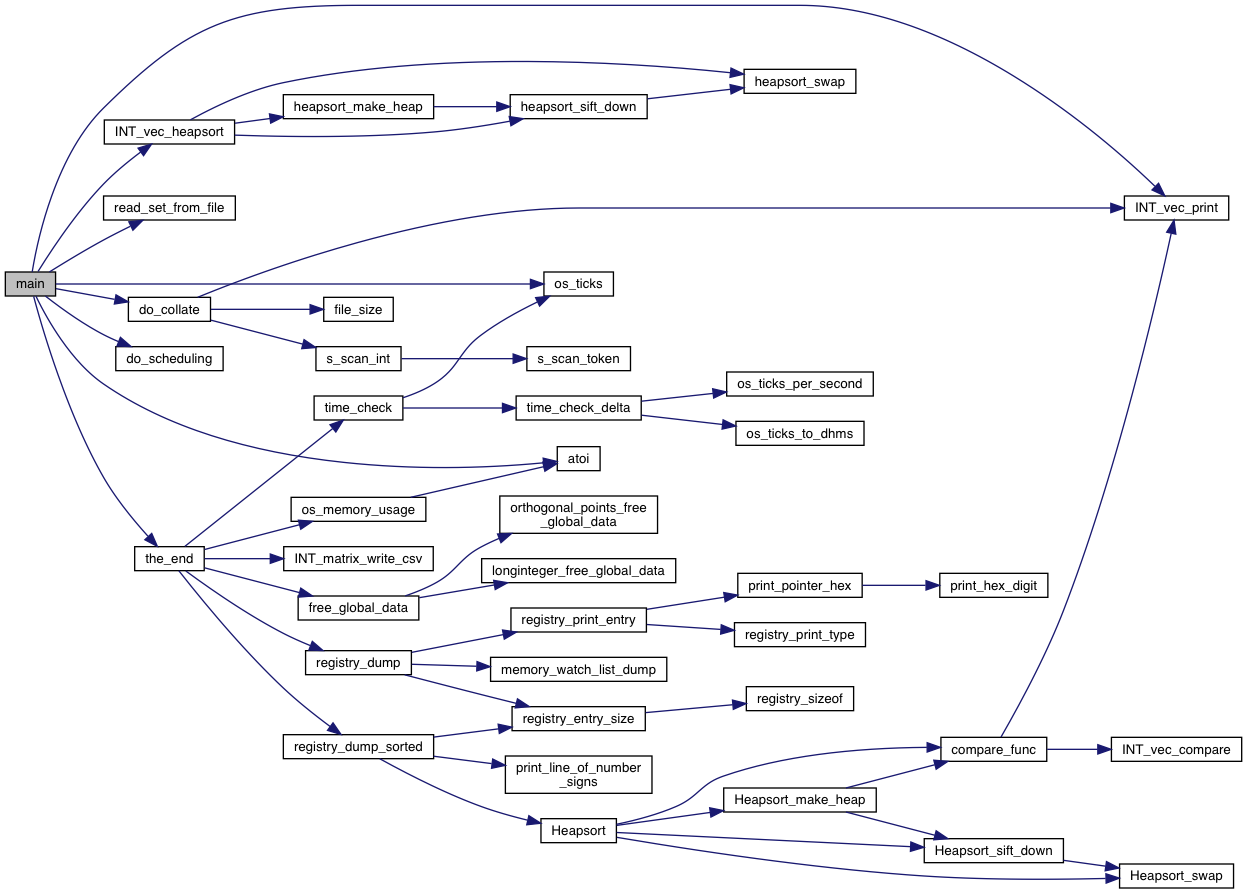 heapsort_swap
heapsort_make_heap
heapsort_sift_down
INT_vec_heapsort
read_set_from_file
INT_vec_print
main
os_ticks
do_collate
file_size
do_scheduling
s_scan_int
s_scan_token
os_ticks_per_second
time_check
time_check_delta
os_ticks_to_dhms
atoi
os_memory_usage
orthogonal_points_free
_global_data
the_end
INT_matrix_write_csv
longinteger_free_global_data
free_global_data
print_pointer_hex
print_hex_digit
registry_print_entry
registry_print_type
registry_dump
memory_watch_list_dump
registry_sizeof
registry_entry_size
registry_dump_sorted
compare_func
INT_vec_compare
print_line_of_number
_signs
Heapsort_make_heap
Heapsort
Heapsort_sift_down
Heapsort_swap